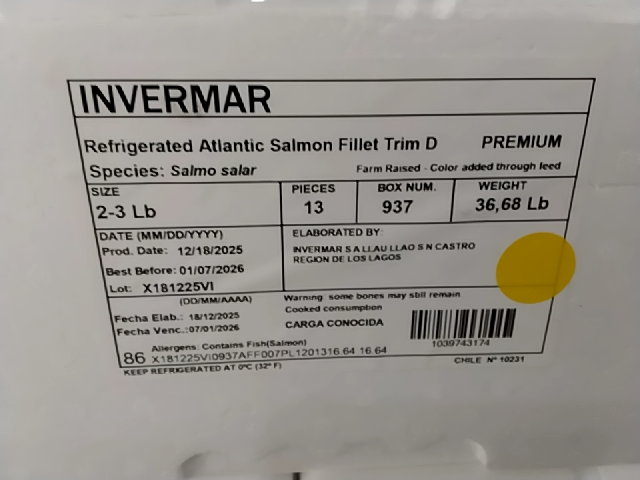 INVERMAR
Refrigerated Atlantic Salmon Fillet Trim D PREMIUM
Species: Salmo salar Farm Raised - Color added through feed
SIZE PIECES BOX NUM. WEIGHT
2-3 Lb 13 937 36,68 Lb
DATE (MM/DD/YYYY)
Prod. Date: 12/18/2025
Best Before: 01/07/2026
Lot: X181225VI
ELABORATED BY:
INVERMAR S A LLAU LLAO S N CASTRO
REGION DE LOS LAGOS
(DD/MM/AAAA)
Fecha Elab.: 18/12/2025
Fecha Venc.:07/01/2026
Warning: some bones may still remain
Cooked consumption
CARGA CONOCIDA
1039743174
Allergens: Contains Fish(Salmon)
86 X181225VI0937AFF007PL1201316.64 16.64
KEEP REFRIGERATED AT 0ºC (32º F)
CHILE Nº 10231